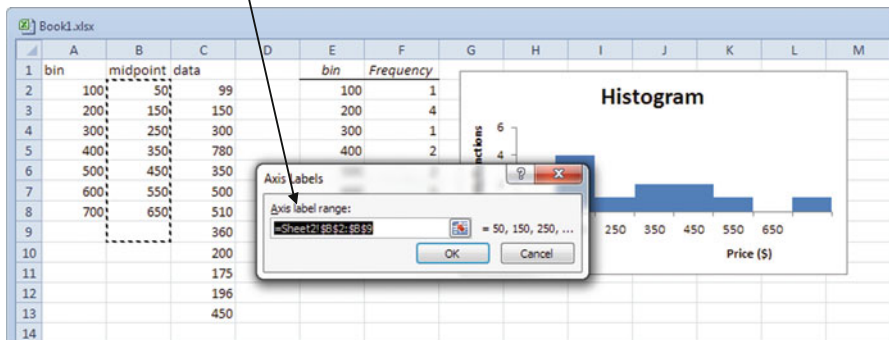 Book1.xlsx
A B C D E F G H I J K L M
1 bin midpoint data bin Frequency
2 100 50 99 100 1
3 200 150 150 200 4
4 300 250 300 300 1
5 400 350 780 400 2
6 500 450 350
7 600 550 500
8 700 650 510
9 360
10 200
11 175
12 196
13 450
14
Histogram
6
4
250 350 450 550 650
Price ($)
Axis Labels
?
X
Axis label range:
=Sheet2!$B$2:$B$9 = 50, 150, 250, ...
OK Cancel